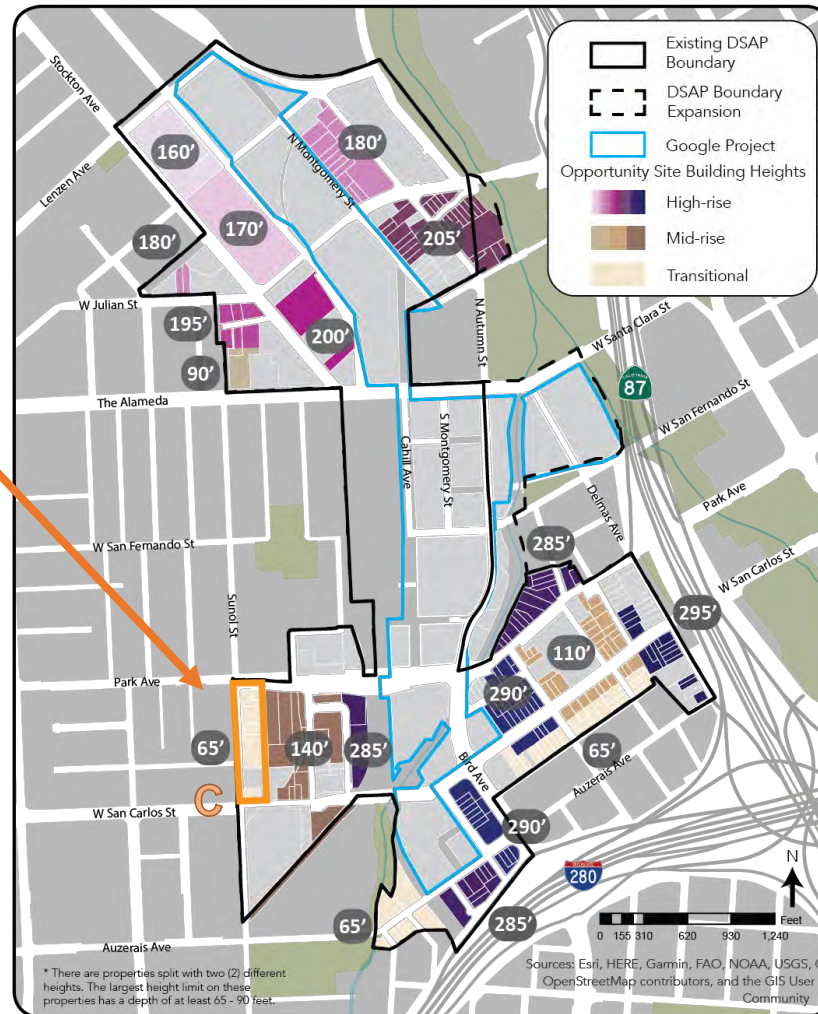 Existing DSAP
Boundary
DSAP Boundary
Expansion
Google Project
Opportunity Site Building Heights
High-rise
Mid-rise
Transitional
Stockton Ave
Lenzen Ave
160'
N Montgomery St
180'
170'
205'
180'
W Julian St
195'
200'
90'
N Autumn St
W Santa Clara St
CALIFORNIA
87
The Alameda
W San Fernando St
Cahill Ave
S Montgomery St
Delmas Ave
Park Ave
W San Fernando St
285'
W San Carlos St
Sunol St
295'
110'
Park Ave
290'
65'
140'
285'
65'
Bird Ave
Auzerais Ave
C
W San Carlos St
290'
280
N
65'
285'
Feet
0 155 310 620 930 1,240
Auzerais Ave
* There are properties split with two (2) different
heights. The largest height limit on these
properties has a depth of at least 65 - 90 feet.
Sources: Esri, HERE, Garmin, FAO, NOAA, USGS,
OpenStreetMap contributors, and the GIS User
Community